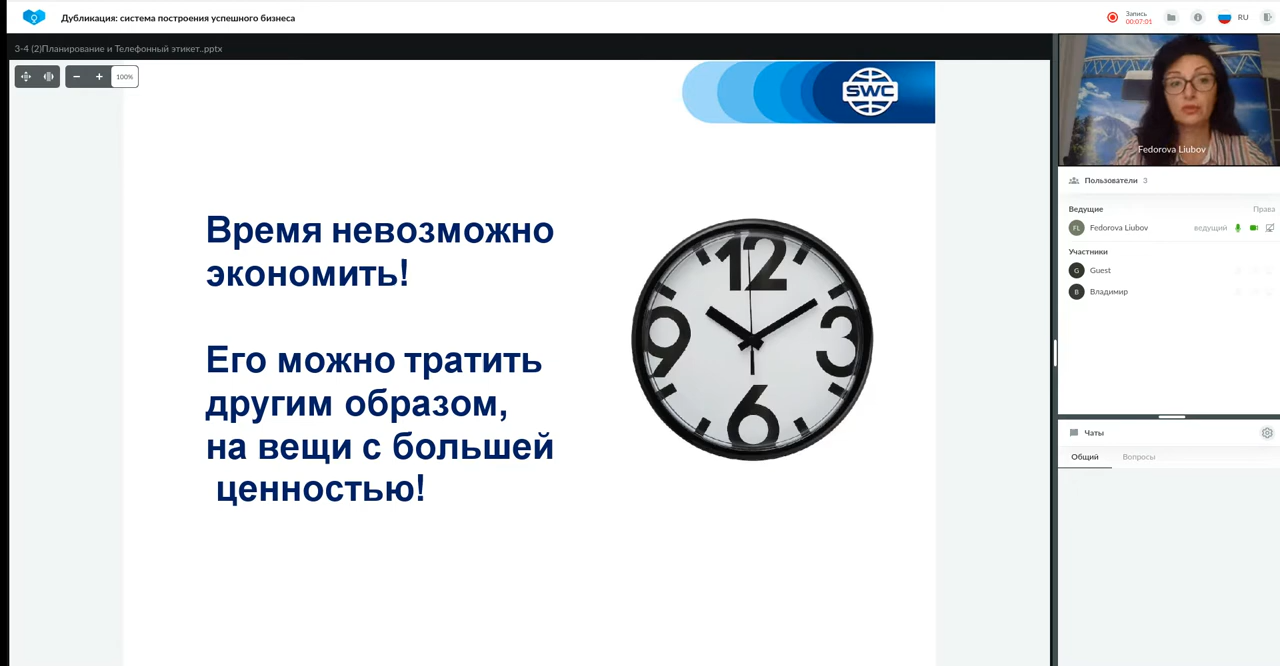 Дубликация: система построения успешного бизнеса
Запись
00:07:01
RU
3-4 (2)Планирование и Телефонный этикет..pptx
100%
SWC
Время невозможно
экономить!
Его можно тратить
другим образом,
на вещи с большей
ценностью!
12
3
6
9
Fedorova Liubov
Пользователи 3
Ведущие Права
FL Fedorova Liubov ведущий
Участники
G Guest
В Владимир
Чаты
Общий Вопросы